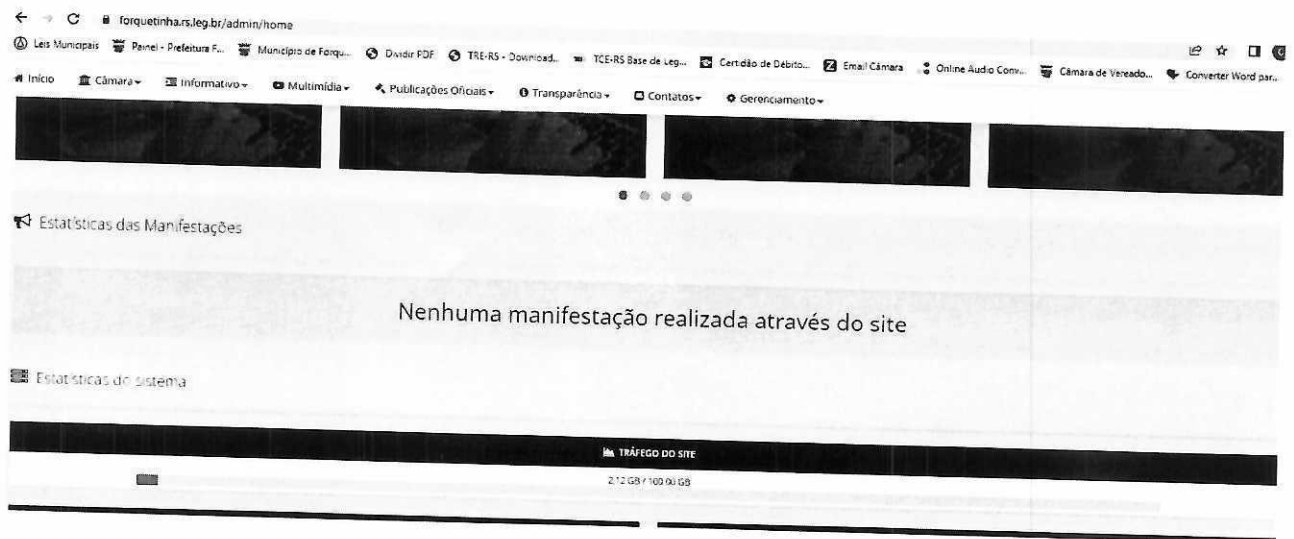 forquetinha.rs.leg.br/admin/home
Leis Municipais Painel - Prefeitura F... Município de Forqu... Dividir PDF TRE-RS - Download... TCE-RS Base de Leg... Certidão de Débito... Email Câmara Online Audio Conv... Câmara de Vereado... Converter Word par...
Início Câmara Informativo Multimídia Publicações Oficiais Transparência Contatos Gerenciamento
Estatísticas das Manifestações
Nenhuma manifestação realizada através do site
Estatísticas do sistema
TRÁFEGO DO SITE
2,12 GB / 100.00 GB